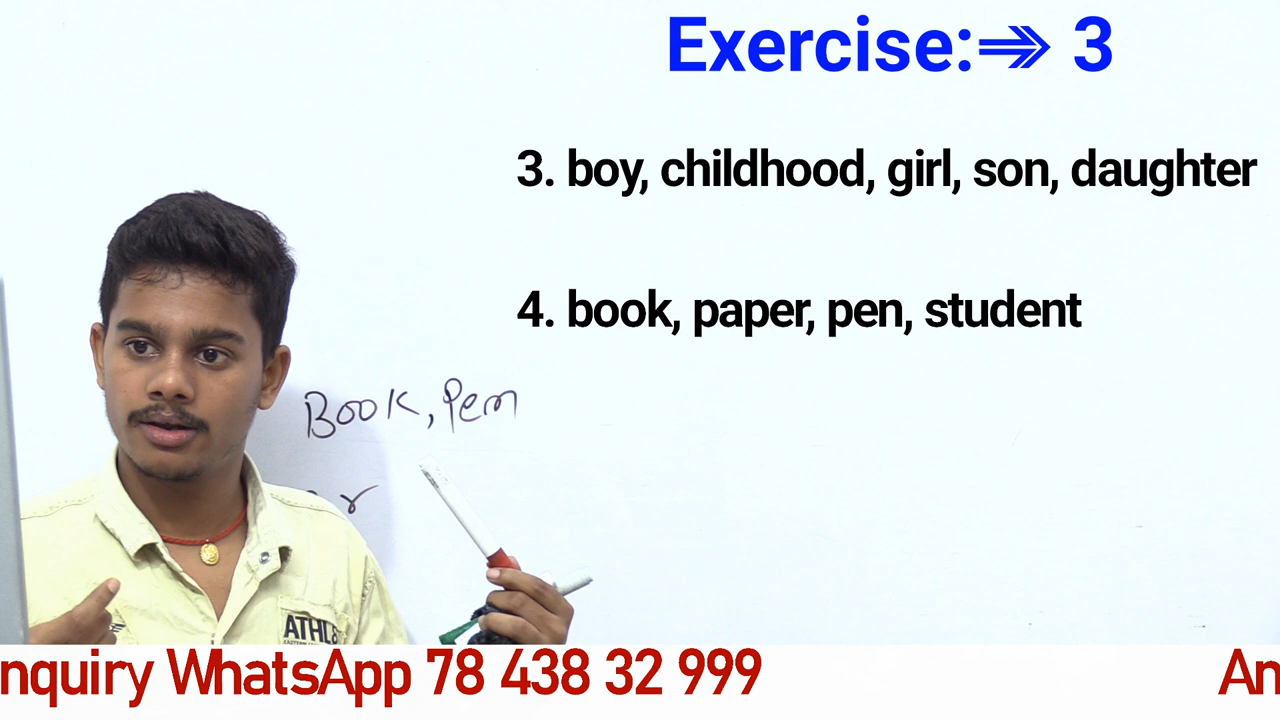 Exercise:⇛ 3
3. boy, childhood, girl, son, daughter
4. book, paper, pen, student
Book, Pen
r
ATHL
nquiry WhatsApp 78 438 32 999
An